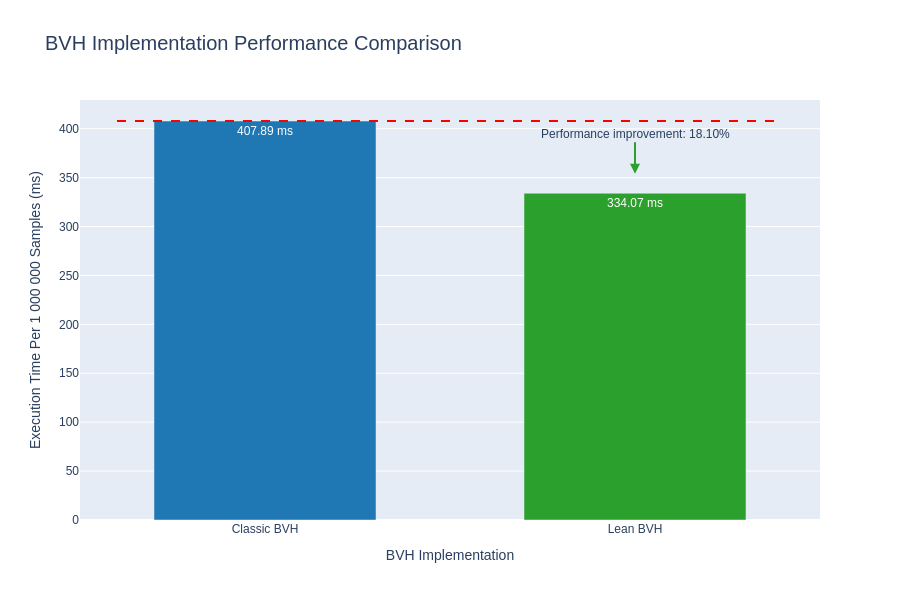 BVH Implementation Performance Comparison
Execution Time Per 1 000 000 Samples (ms)
400
350
300
250
200
150
100
50
0
407.89 ms
Performance improvement: 18.10%
334.07 ms
Classic BVH
Lean BVH
BVH Implementation